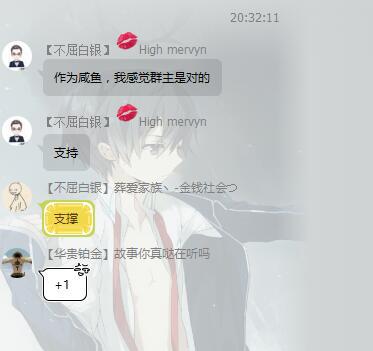 20:32:11
【不屈白银】 High mervyn
作为咸鱼，我感觉群主是对的
【不屈白银】 High mervyn
支持
【不屈白银】葬爱家族丶-金钱社会つ
支撑
【华贵铂金】故事你真哒在听吗
+1